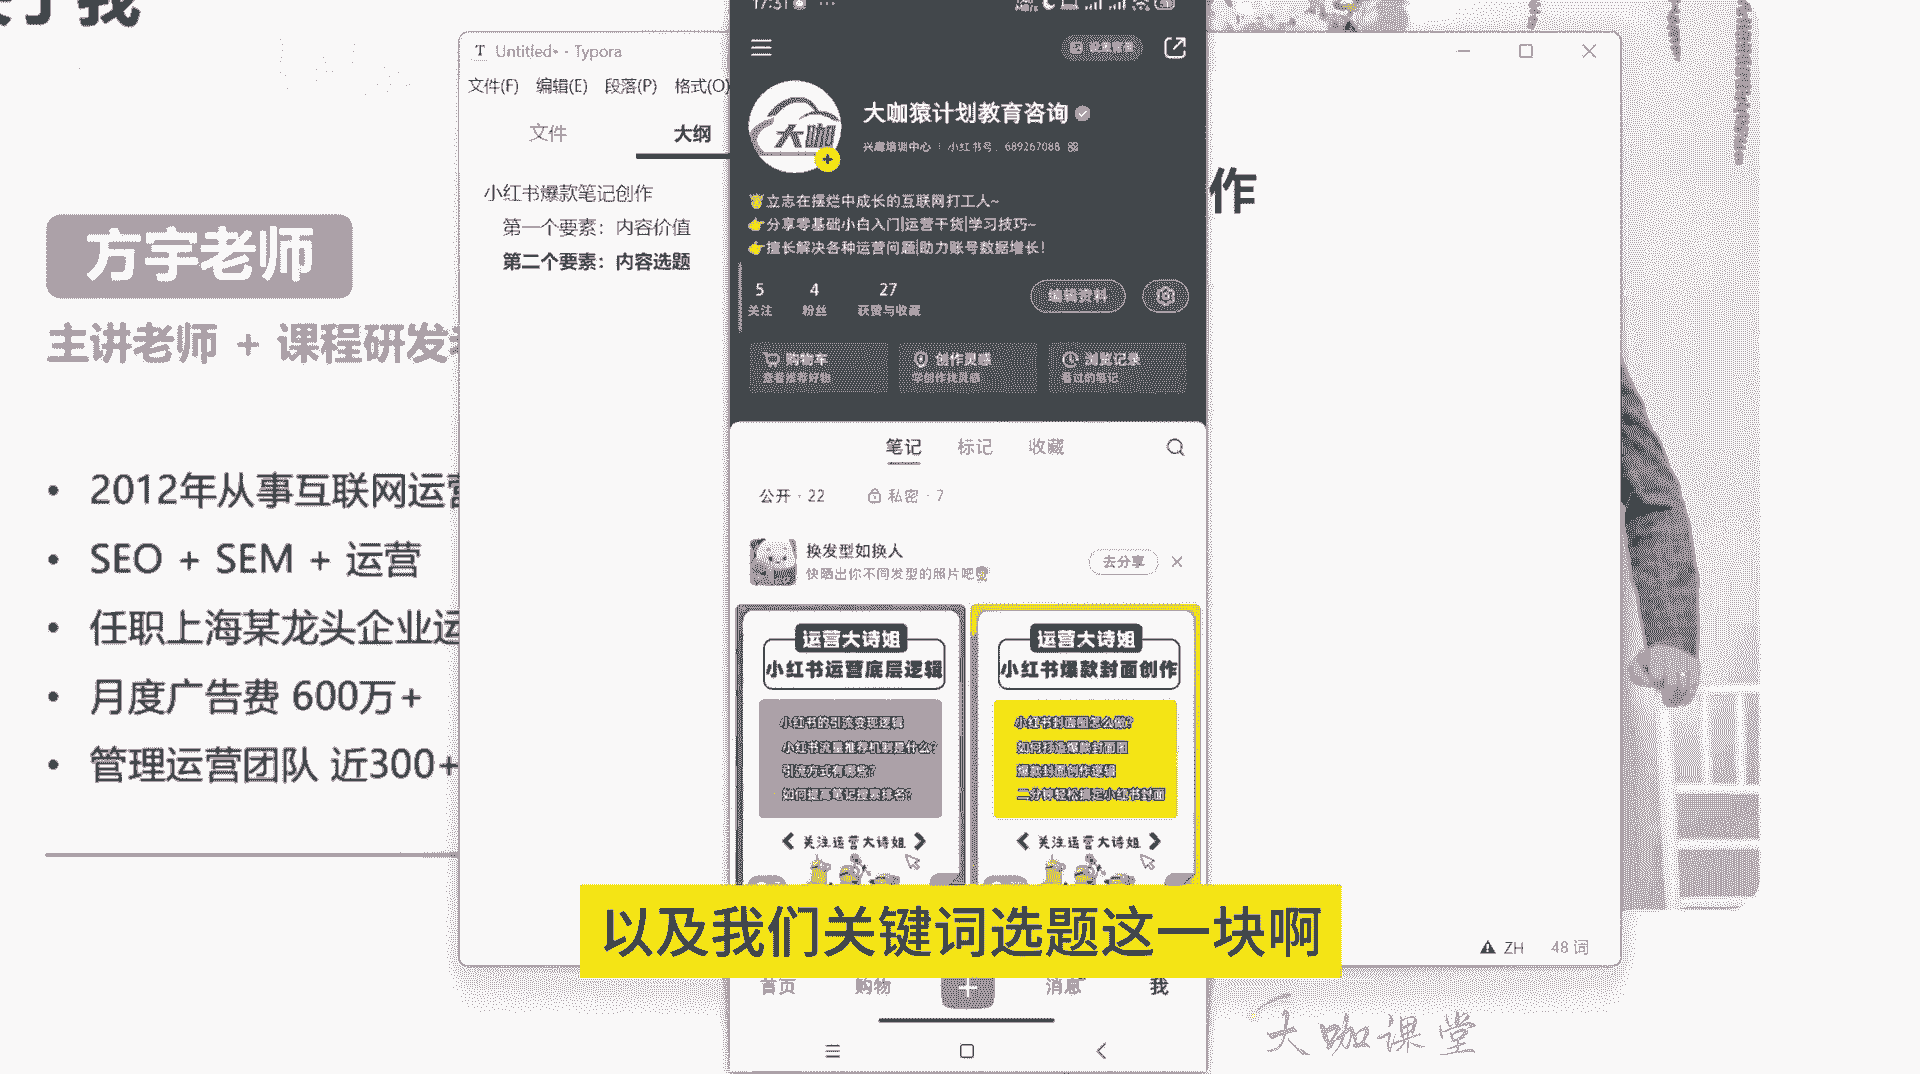 方宇老师
主讲老师 + 课程研发
2012年从事互联网运营
SEO + SEM + 运营
任职上海某龙头企业运
月度广告费 600万+
管理运营团队 近300+
Untitled• - Typora
文件(F) 编辑(E) 段落(P) 格式(O)
文件 大纲
小红书爆款笔记创作
第一个要素：内容价值
第二个要素：内容选题
作
17:31
设置背景
大咖
大咖猿计划教育咨询
兴趣培训中心 | 小红书号：689267088
立志在摆烂中成长的互联网打工人~
分享零基础小白入门|运营干货|学习技巧~
擅长解决各种运营问题|助力账号数据增长！
5 关注
4 粉丝
27 获赞与收藏
编辑资料
购物车
查看推荐好物
创作灵感
学创作找灵感
浏览记录
看过的笔记
笔记 标记 收藏
公开 · 22 私密 · 7
换发型如换人
快晒出你不同发型的照片吧
去分享
运营大诗姐
小红书运营底层逻辑
小红书的引流变现逻辑
小红书流量推荐机制是什么?
引流方式有哪些?
如何提高笔记搜索排名?
关注运营大诗姐
运营大诗姐
小红书爆款封面创作
小红书封面图怎么做?
如何打造爆款封面图
爆款封面创作逻辑
二分钟轻松搞定小红书封面
关注运营大诗姐
以及我们关键词选题这一块啊
首页 购物 + 消息 我
ZH 48 词
大咖课堂